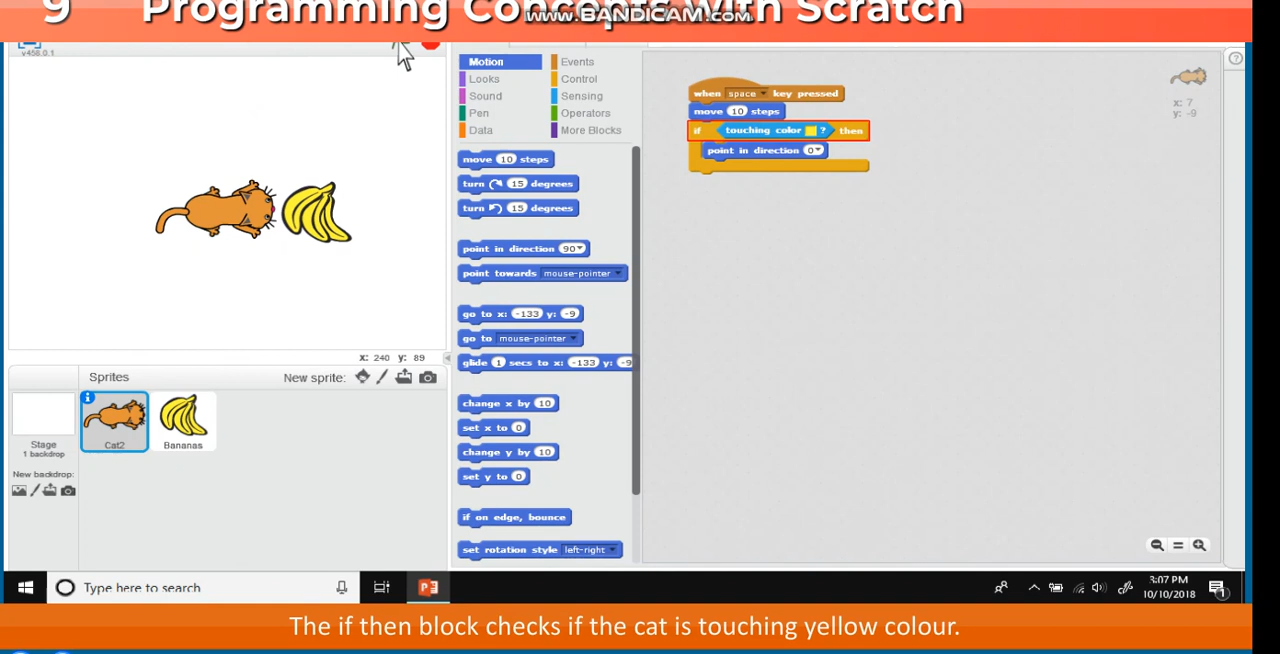 9 Programming Concepts With Scratch
www.BANDICAM.com
v458.0.1
Motion
Looks
Sound
Pen
Data
Events
Control
Sensing
Operators
More Blocks
move 10 steps
turn 15 degrees
turn 15 degrees
point in direction 90
point towards mouse-pointer
go to x: -133 y: -9
go to mouse-pointer
glide 1 secs to x: -133 y: -9
change x by 10
set x to 0
change y by 10
set y to 0
if on edge, bounce
set rotation style left-right
when space key pressed
move 10 steps
if touching color ? then
point in direction 0
x: 7
y: -9
x: 240 y: 89
Sprites
New sprite:
Stage
1 backdrop
New backdrop:
Cat2
Bananas
Type here to search
3:07 PM
10/10/2018
1
The if then block checks if the cat is touching yellow colour.